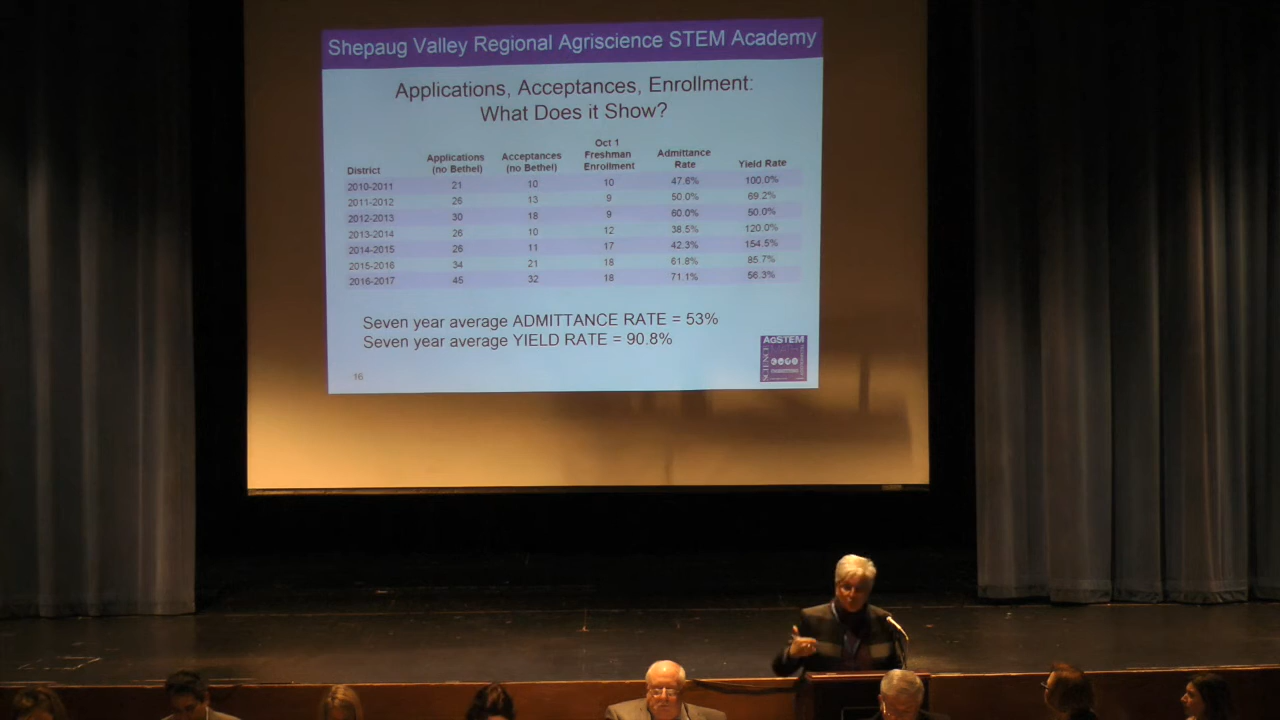 Shepaug Valley Regional Agriscience STEM Academy
Applications, Acceptances, Enrollment:
What Does it Show?
District Applications (no Bethel) Acceptances (no Bethel) Oct 1 Freshman Enrollment Admittance Rate Yield Rate
2010-2011 21 10 10 47.6% 100.0%
2011-2012 26 13 9 50.0% 69.2%
2012-2013 30 18 9 60.0% 50.0%
2013-2014 26 10 12 38.5% 120.0%
2014-2015 26 11 17 42.3% 154.5%
2015-2016 34 21 18 61.8% 85.7%
2016-2017 45 32 18 71.1% 56.3%
Seven year average ADMITTANCE RATE = 53%
Seven year average YIELD RATE = 90.8%
16
AGSTEM
SCIENCE